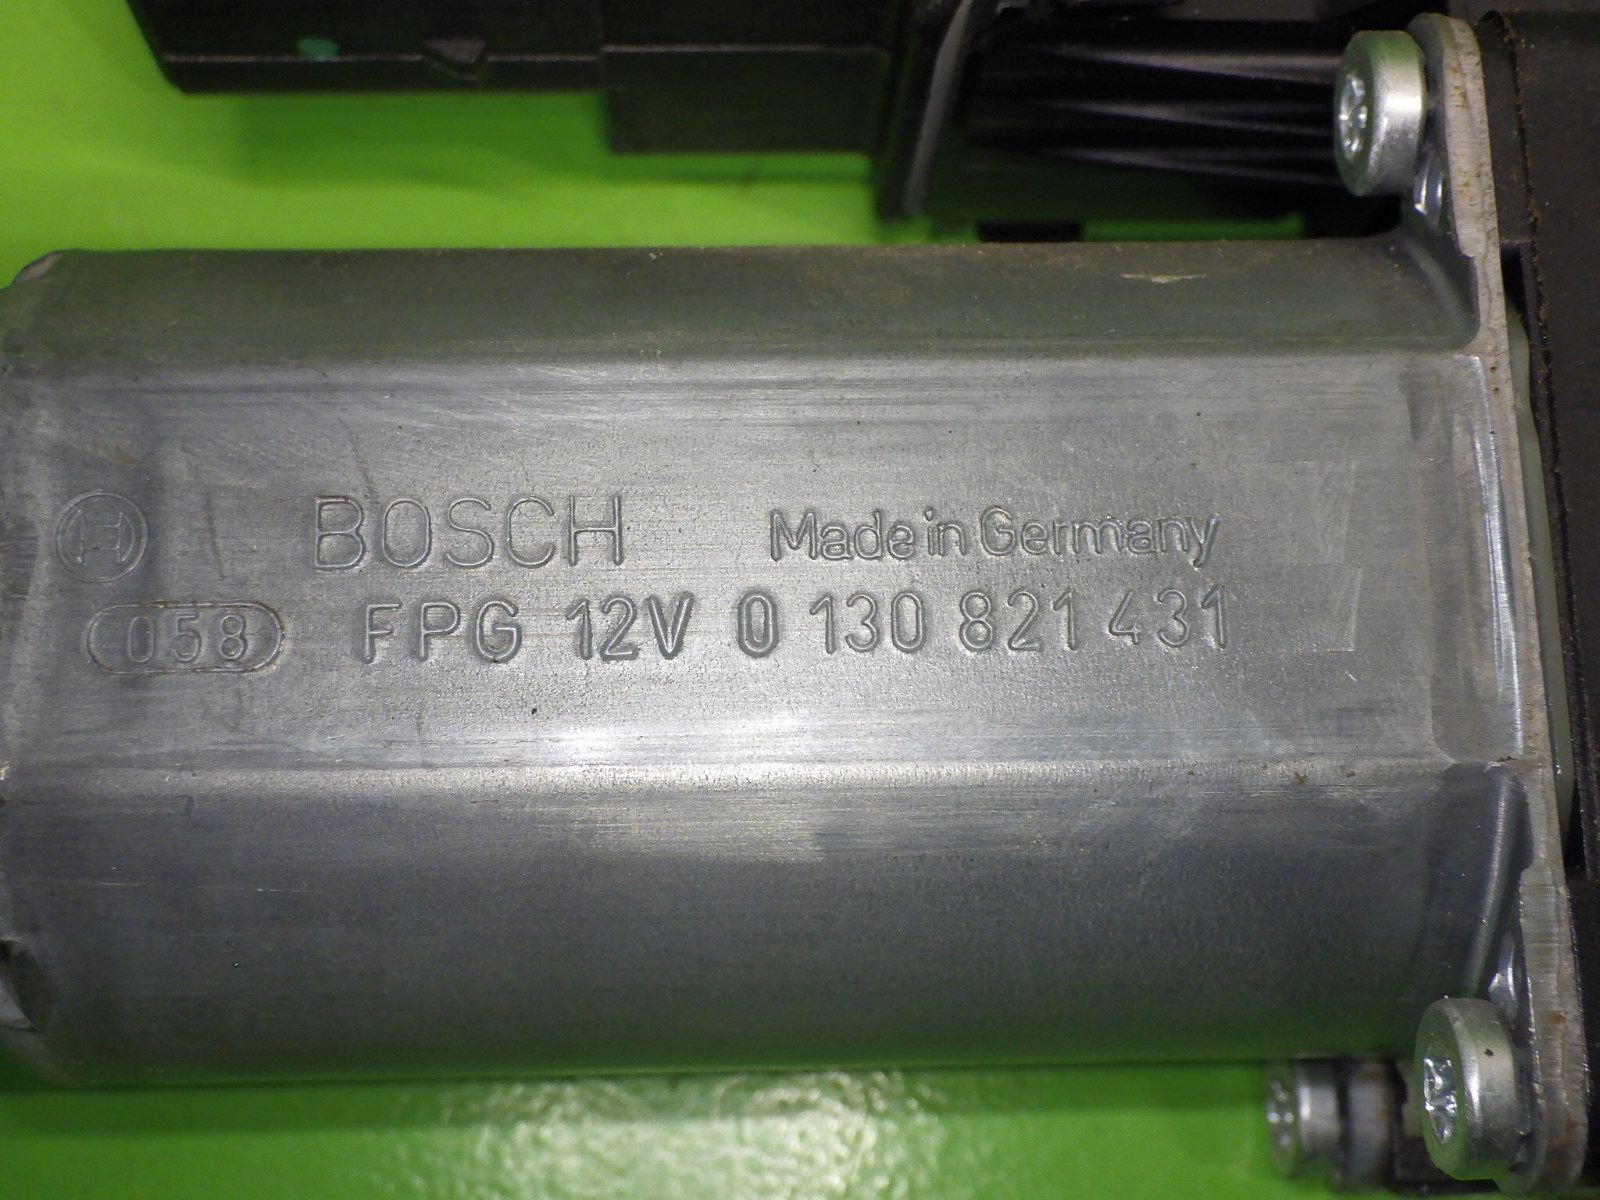 BOSCH Made in Germany
058 FPG 12V 0 130 821 431